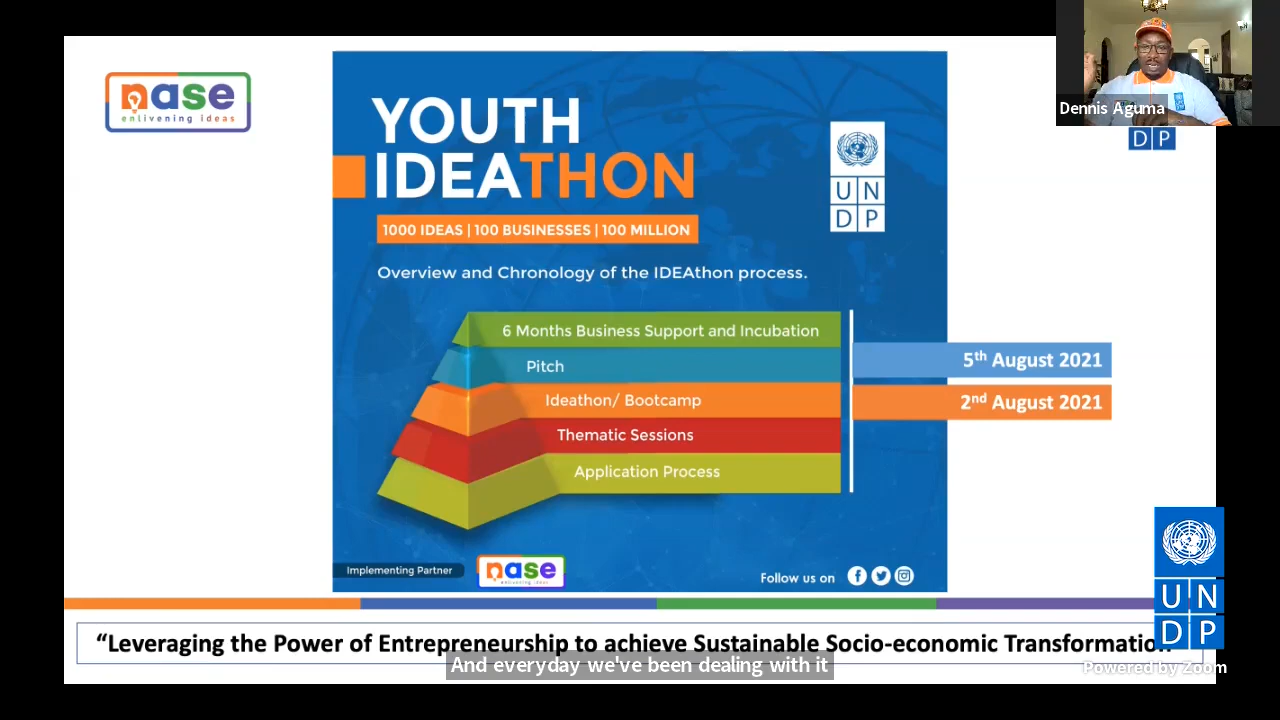 nase
enlivening ideas
YOUTH
IDEATHON
1000 IDEAS | 100 BUSINESSES | 100 MILLION
Overview and Chronology of the IDEAthon process.
U N
D P
Dennis Aguma
D P
6 Months Business Support and Incubation
Pitch
Ideathon/ Bootcamp
Thematic Sessions
Application Process
5th August 2021
2nd August 2021
Implementing Partner
nase
enlivening ideas
Follow us on
U N
D P
“Leveraging the Power of Entrepreneurship to achieve Sustainable Socio-economic Transformation
And everyday we've been dealing with it
Powered by Zoom